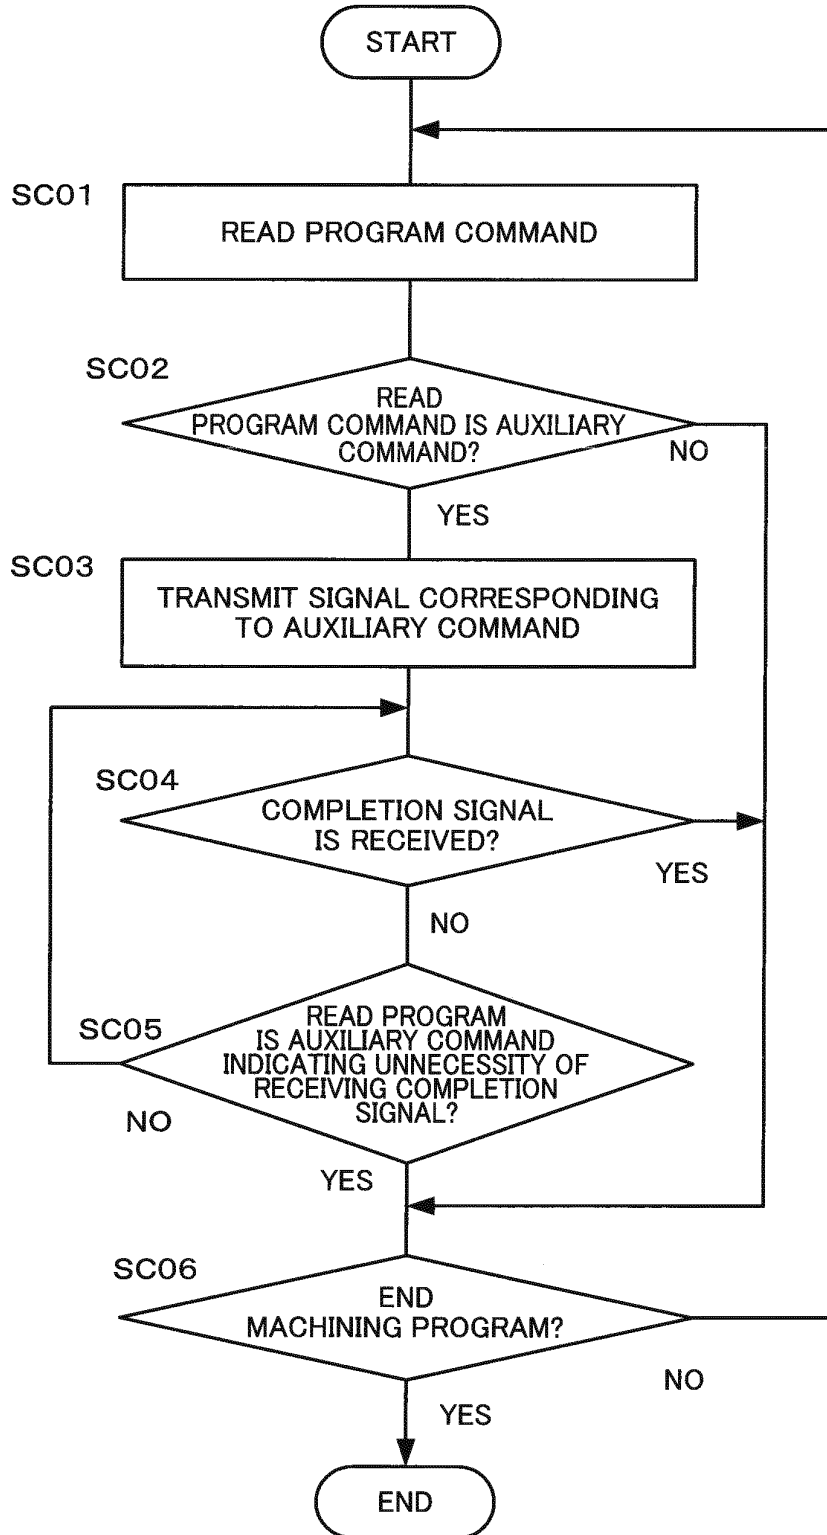 START
SC01
READ PROGRAM COMMAND
SC02
READ
PROGRAM COMMAND IS AUXILIARY
COMMAND?
NO
YES
SC03
TRANSMIT SIGNAL CORRESPONDING
TO AUXILIARY COMMAND
SC04
COMPLETION SIGNAL
IS RECEIVED?
YES
NO
SC05
READ PROGRAM
IS AUXILIARY COMMAND
INDICATING UNNECESSITY OF
RECEIVING COMPLETION
SIGNAL?
NO
YES
SC06
END
MACHINING PROGRAM?
NO
YES
END